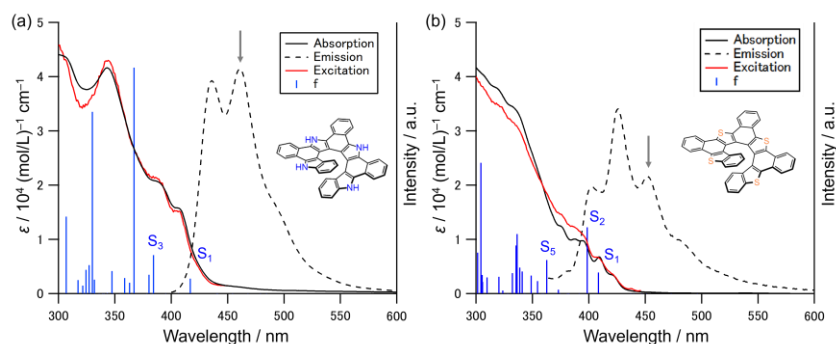 (a)
5
4
3
2
1
0
ε / 10⁴ (mol/L)⁻¹ cm⁻¹
300
350
400
450
500
550
600
Wavelength / nm
Intensity / a.u.
Absorption
Emission
Excitation
f
S₃
S₁
HN
NH
HN
NH
(b)
5
4
3
2
1
0
ε / 10⁴ (mol/L)⁻¹ cm⁻¹
300
350
400
450
500
550
600
Wavelength / nm
Intensity / a.u.
Absorption
Emission
Excitation
f
S₅
S₂
S₁
S
S
S
S